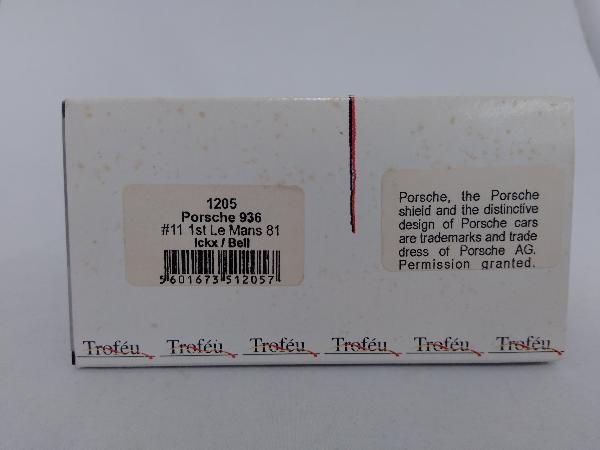 1205
Porsche 936
#11 1st Le Mans 81
Ickx / Bell
5 601673 512057
Porsche, the Porsche
shield and the distinctive
design of Porsche cars
are trademarks and trade
dress of Porsche AG.
Permission granted.
Troféu Troféu Troféu Troféu Troféu Troféu